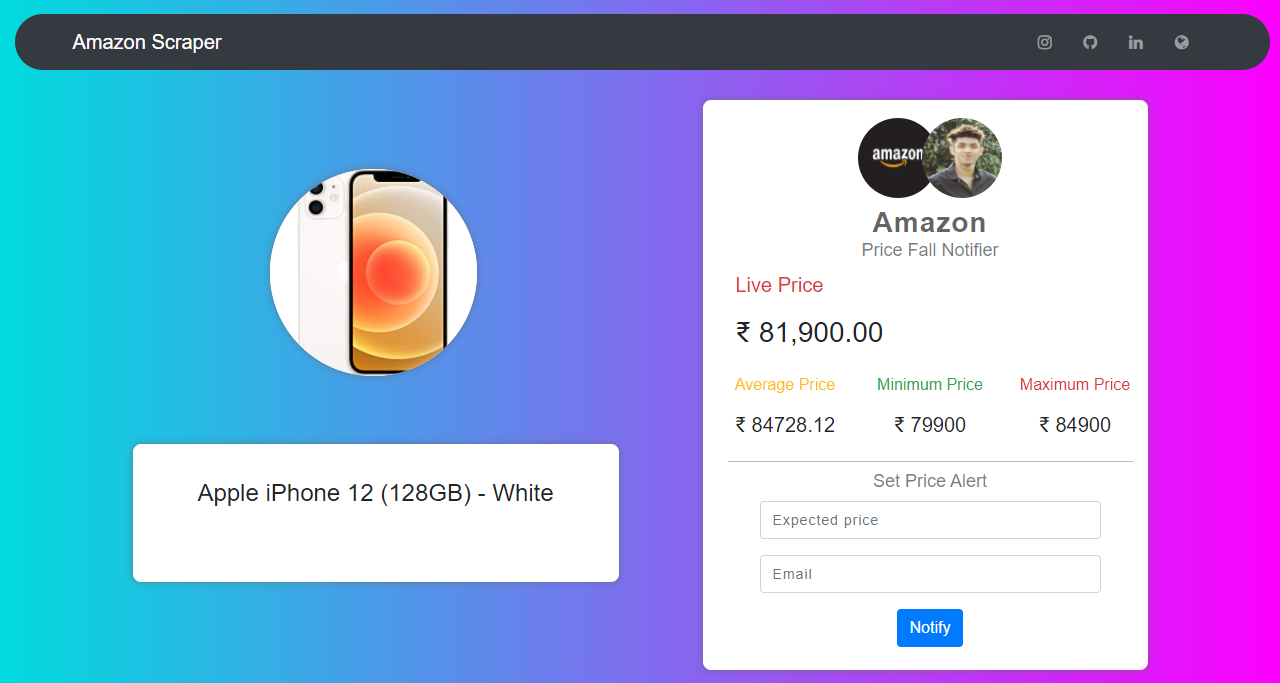 Amazon Scraper
amazon
Amazon
Price Fall Notifier
Live Price
₹ 81,900.00
Average Price Minimum Price Maximum Price
₹ 84728.12 ₹ 79900 ₹ 84900
Set Price Alert
Expected price
Email
Notify
Apple iPhone 12 (128GB) - White